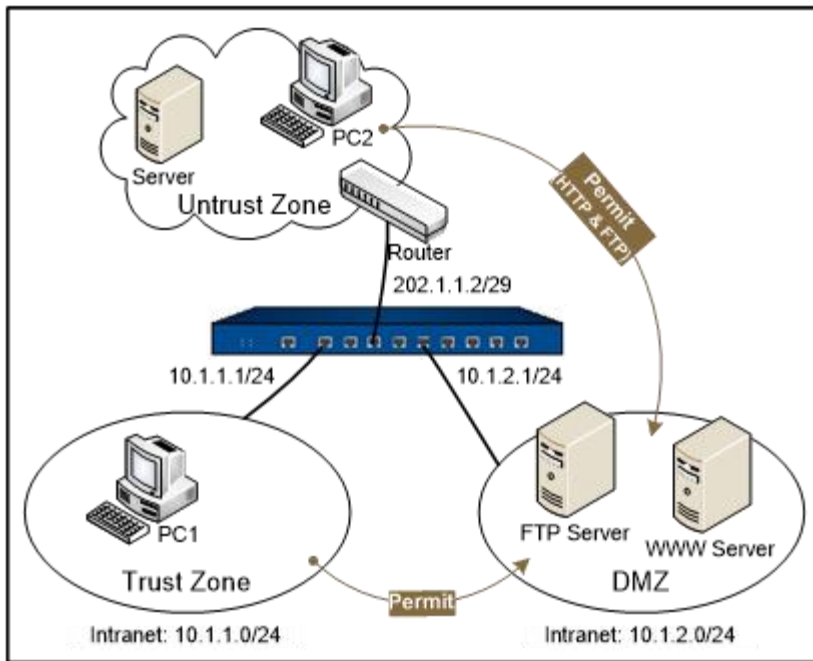 PC2
Server
Untrust Zone
Permit
(HTTP & FTP)
Router
202.1.1.2/29
10.1.1.1/24
10.1.2.1/24
PC1
FTP Server
WWW Server
Trust Zone
DMZ
Permit
Intranet: 10.1.1.0/24
Intranet: 10.1.2.0/24